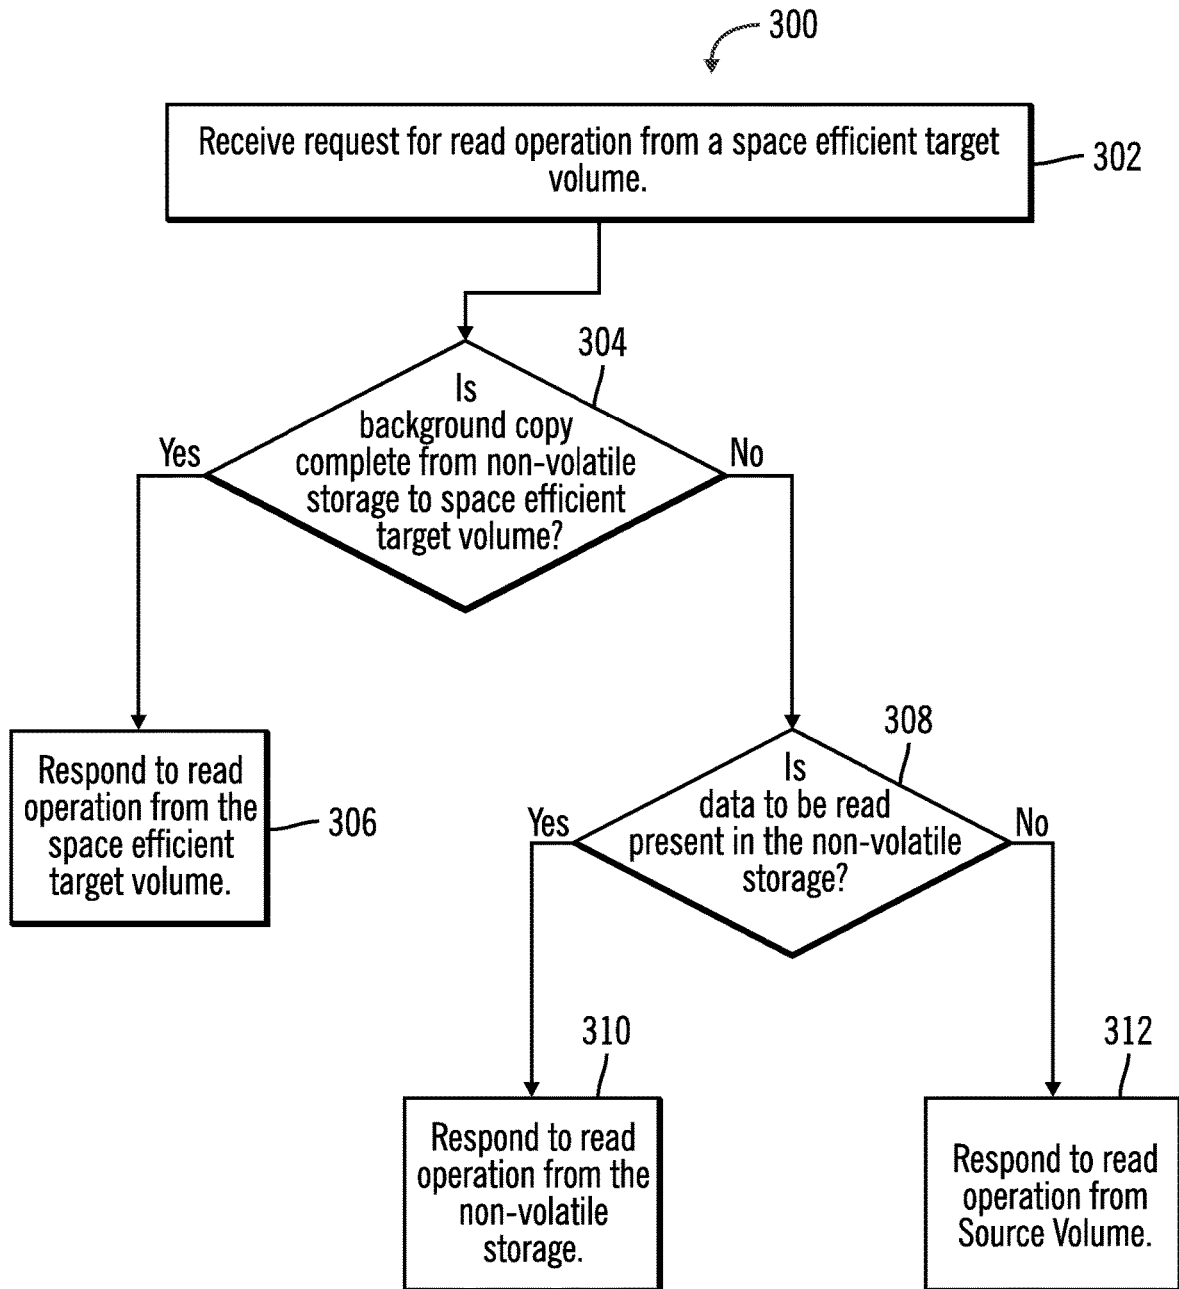 300
Receive request for read operation from a space efficient target
volume.
302
304
Is
background copy
complete from non-volatile
storage to space efficient
target volume?
Yes
No
308
Respond to read
operation from the
space efficient
target volume.
306
Is
data to be read
present in the non-volatile
storage?
Yes
No
310
312
Respond to read
operation from the
non-volatile
storage.
Respond to read
operation from
Source Volume.